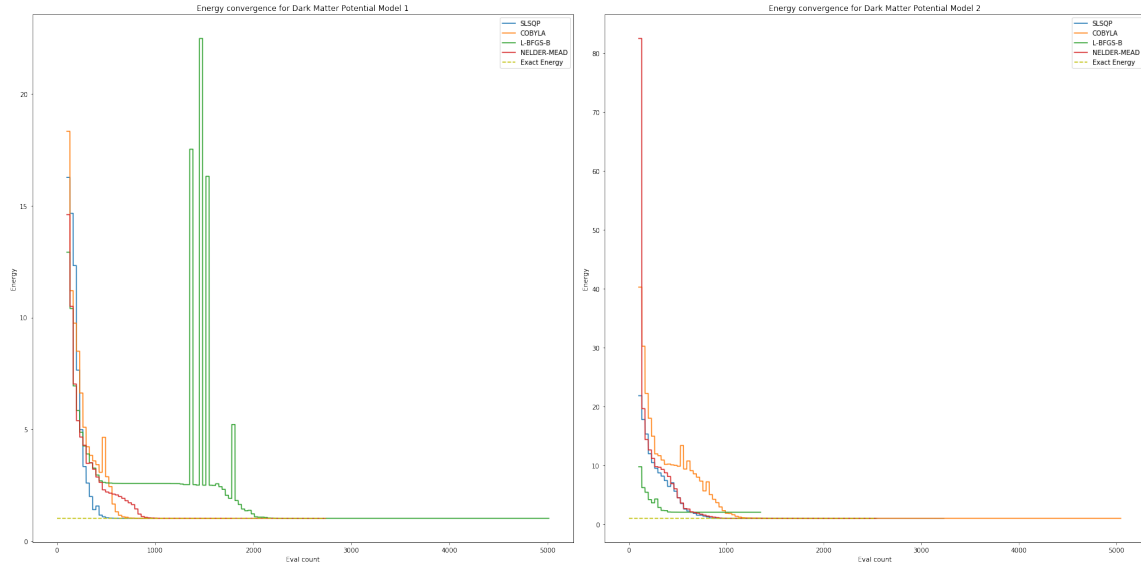 Energy convergence for Dark Matter Potential Model 1
SLSQP
COBYLA
L-BFGS-B
NELDER-MEAD
Exact Energy
Energy
20
15
10
5
0
0 1000 2000 3000 4000 5000
Eval count
Energy convergence for Dark Matter Potential Model 2
SLSQP
COBYLA
L-BFGS-B
NELDER-MEAD
Exact Energy
Energy
80
70
60
50
40
30
20
10
0
0 1000 2000 3000 4000 5000
Eval count